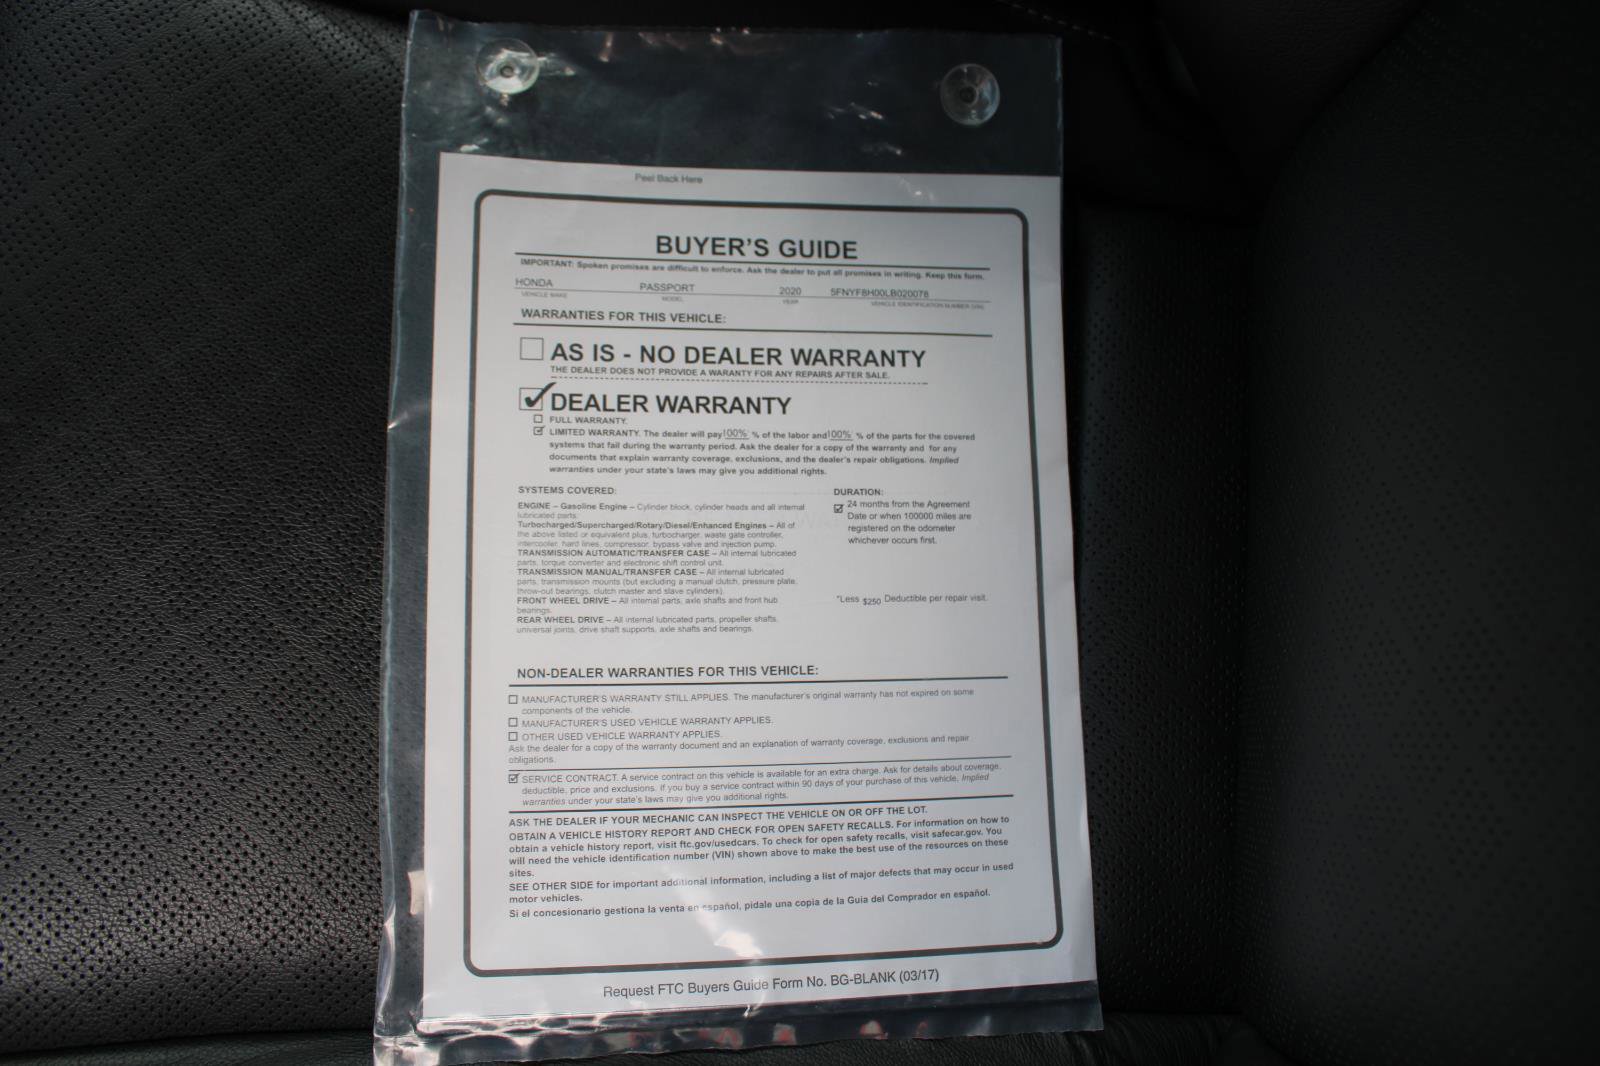 Peel Back Here
BUYER'S GUIDE
IMPORTANT: Spoken promises are difficult to enforce. Ask the dealer to put all promises in writing. Keep this form.
HONDA PASSPORT 2020 5FNYF8H00LB020078
VEHICLE MAKE MODEL YEAR VEHICLE IDENTIFICATION NUMBER (VIN)
WARRANTIES FOR THIS VEHICLE:
AS IS - NO DEALER WARRANTY
THE DEALER DOES NOT PROVIDE A WARANTY FOR ANY REPAIRS AFTER SALE.
DEALER WARRANTY
FULL WARRANTY.
LIMITED WARRANTY. The dealer will pay 100% % of the labor and 100% % of the parts for the covered
systems that fail during the warranty period. Ask the dealer for a copy of the warranty and for any
documents that explain warranty coverage, exclusions, and the dealer's repair obligations. Implied
warranties under your state's laws may give you additional rights.
SYSTEMS COVERED:
ENGINE – Gasoline Engine – Cylinder block, cylinder heads and all internal
lubricated parts.
Turbocharged/Supercharged/Rotary/Diesel/Enhanced Engines – All of
the above listed or equivalent plus, turbocharger, waste gate controller,
intercooler, hard lines, compressor, bypass valve and injection pump.
TRANSMISSION AUTOMATIC/TRANSFER CASE – All internal lubricated
parts, torque converter and electronic shift control unit.
TRANSMISSION MANUAL/TRANSFER CASE – All internal lubricated
parts, transmission mounts (but excluding a manual clutch, pressure plate,
throw-out bearings, clutch master and slave cylinders).
FRONT WHEEL DRIVE – All internal parts, axle shafts and front hub
bearings.
REAR WHEEL DRIVE – All internal lubricated parts, propeller shafts,
universal joints, drive shaft supports, axle shafts and bearings.
DURATION:
24 months from the Agreement
Date or when 100000 miles are
registered on the odometer
whichever occurs first.
*Less $250 Deductible per repair visit.
NON-DEALER WARRANTIES FOR THIS VEHICLE:
MANUFACTURER'S WARRANTY STILL APPLIES. The manufacturer's original warranty has not expired on some
components of the vehicle.
MANUFACTURER'S USED VEHICLE WARRANTY APPLIES.
OTHER USED VEHICLE WARRANTY APPLIES.
Ask the dealer for a copy of the warranty document and an explanation of warranty coverage, exclusions and repair
obligations.
SERVICE CONTRACT. A service contract on this vehicle is available for an extra charge. Ask for details about coverage,
deductible, price and exclusions. If you buy a service contract within 90 days of your purchase of this vehicle, Implied
warranties under your state's laws may give you additional rights.
ASK THE DEALER IF YOUR MECHANIC CAN INSPECT THE VEHICLE ON OR OFF THE LOT.
OBTAIN A VEHICLE HISTORY REPORT AND CHECK FOR OPEN SAFETY RECALLS. For information on how to
obtain a vehicle history report, visit ftc.gov/usedcars. To check for open safety recalls, visit safecar.gov. You
will need the vehicle identification number (VIN) shown above to make the best use of the resources on these
sites.
SEE OTHER SIDE for important additional information, including a list of major defects that may occur in used
motor vehicles.
Si el concesionario gestiona la venta en español, pidale una copia de la Guia del Comprador en español.
Request FTC Buyers Guide Form No. BG-BLANK (03/17)